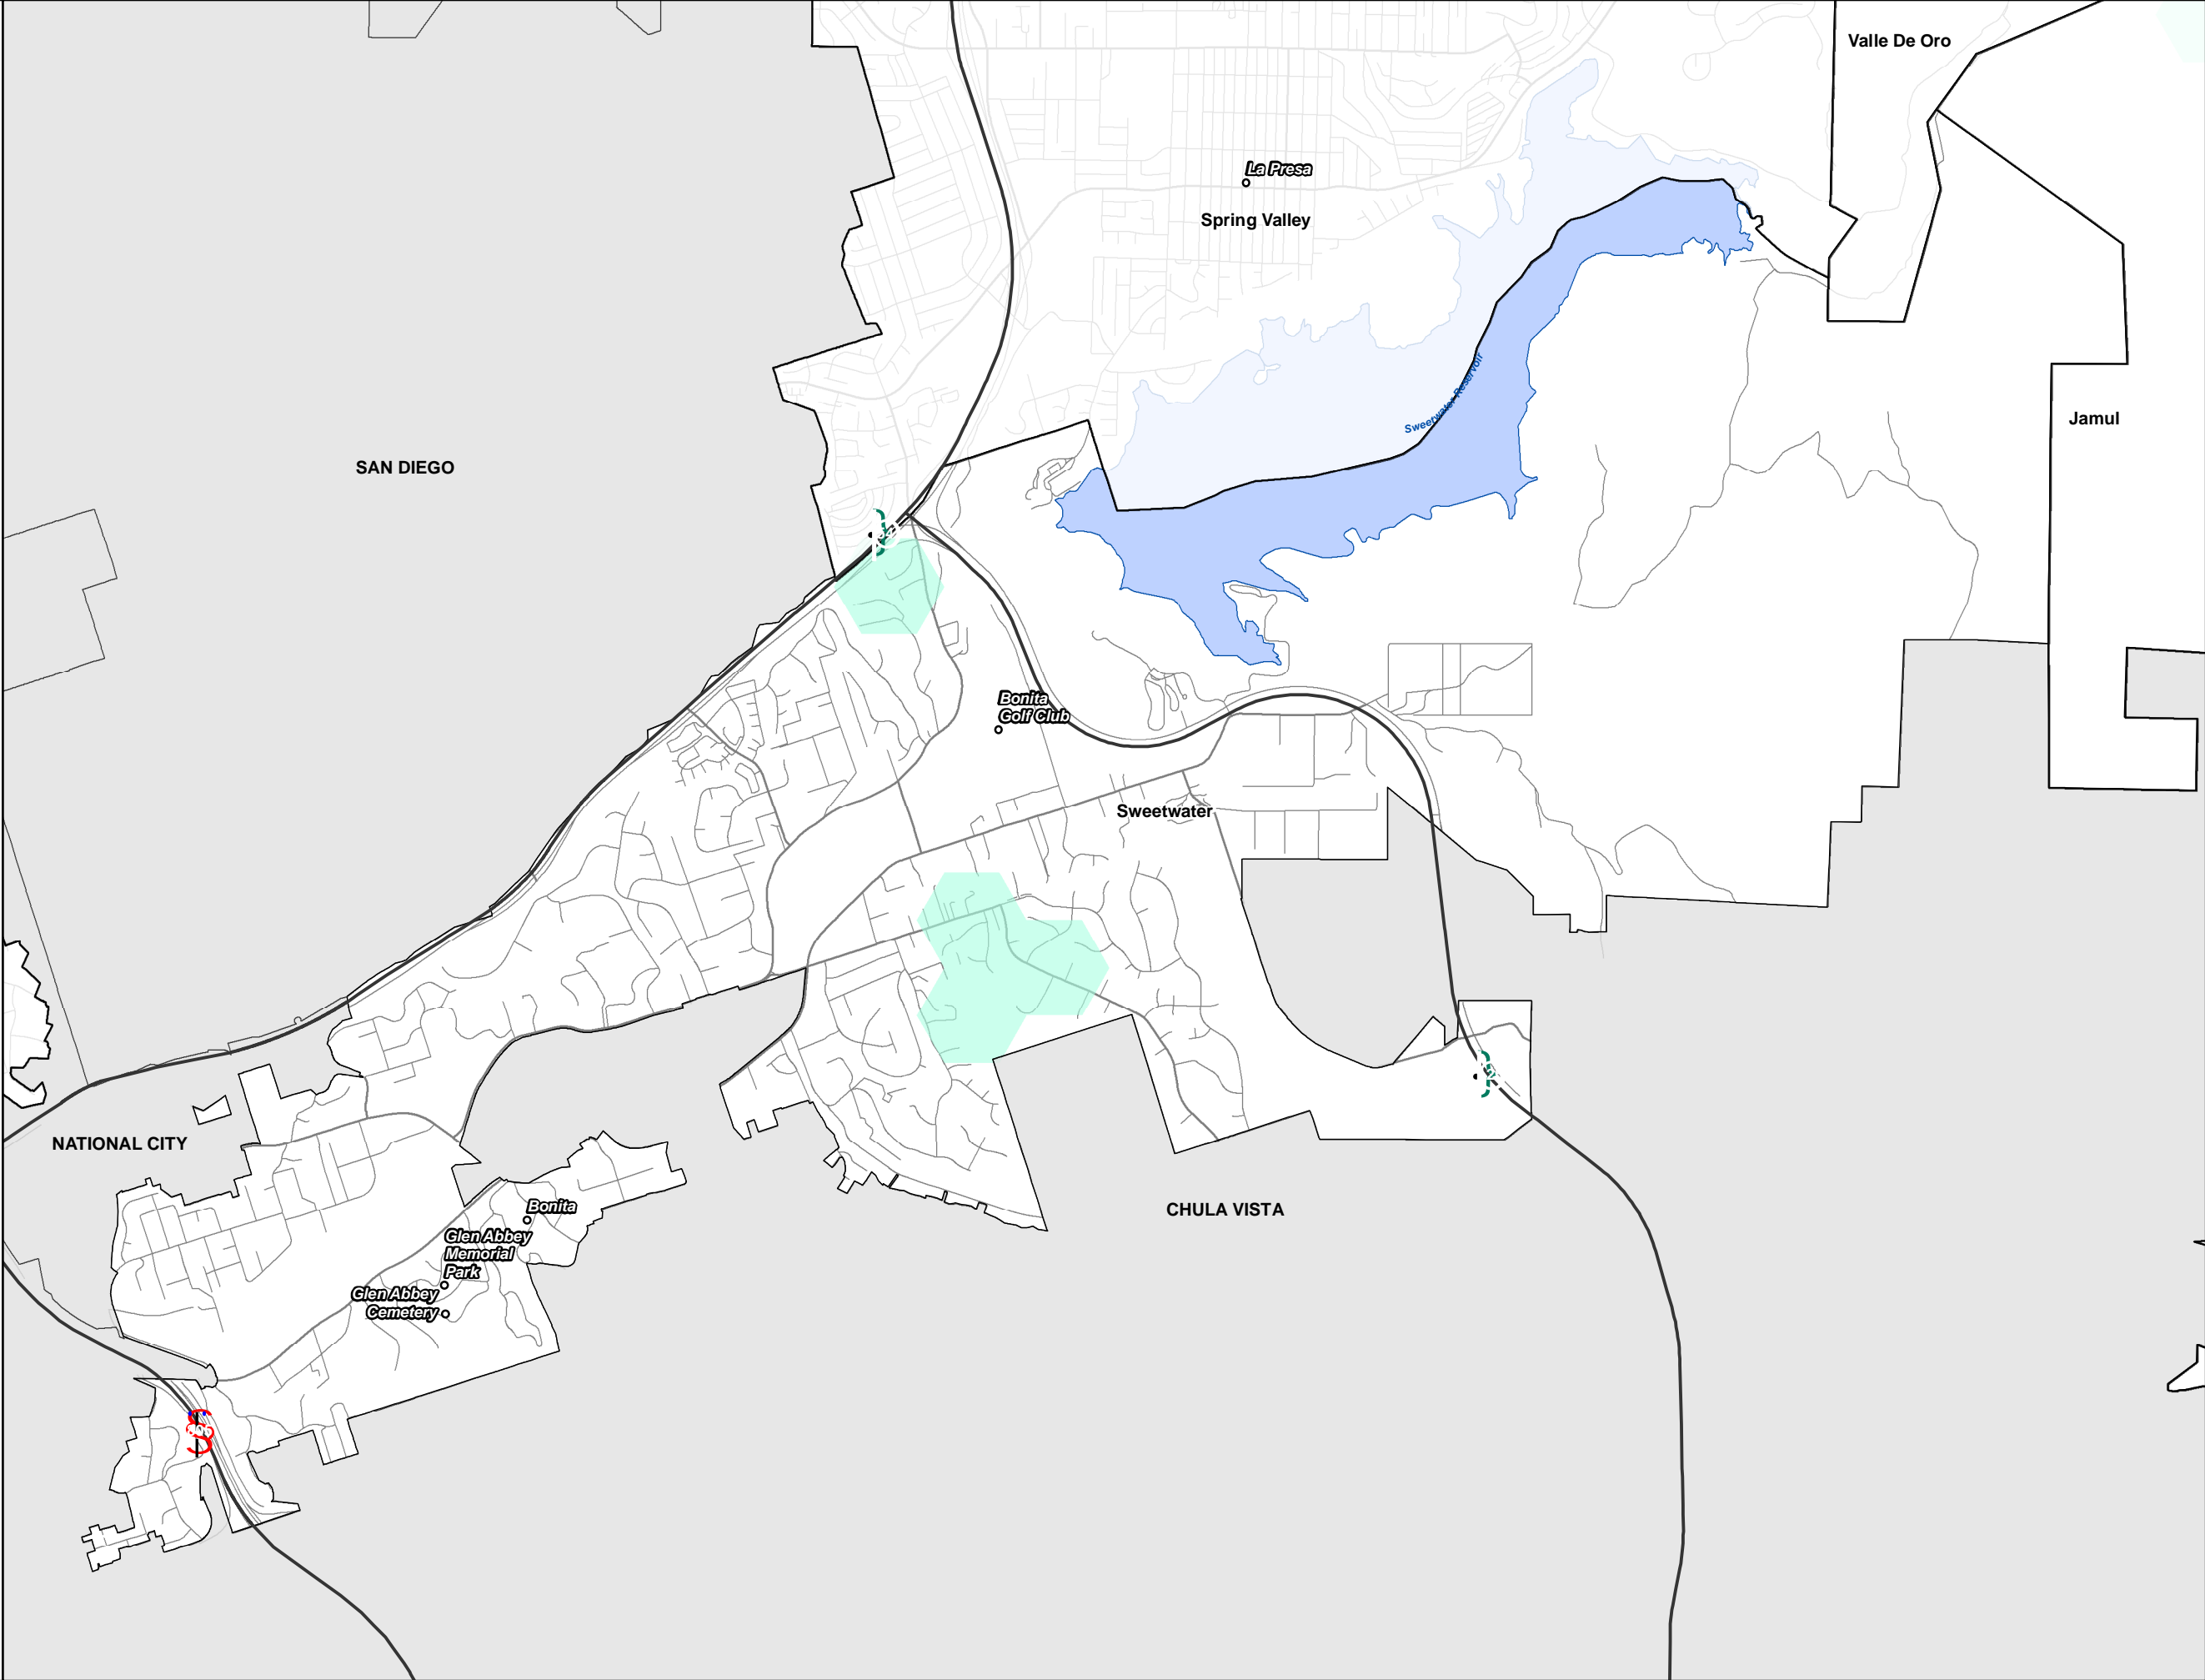 Valle De Oro
La Presa
Spring Valley
Sweetwater Reservoir
Jamul
SAN DIEGO
Bonita
Golf Club
Sweetwater
NATIONAL CITY
CHULA VISTA
Bonita
Glen Abbey
Memorial
Park
Glen Abbey
Cemetery